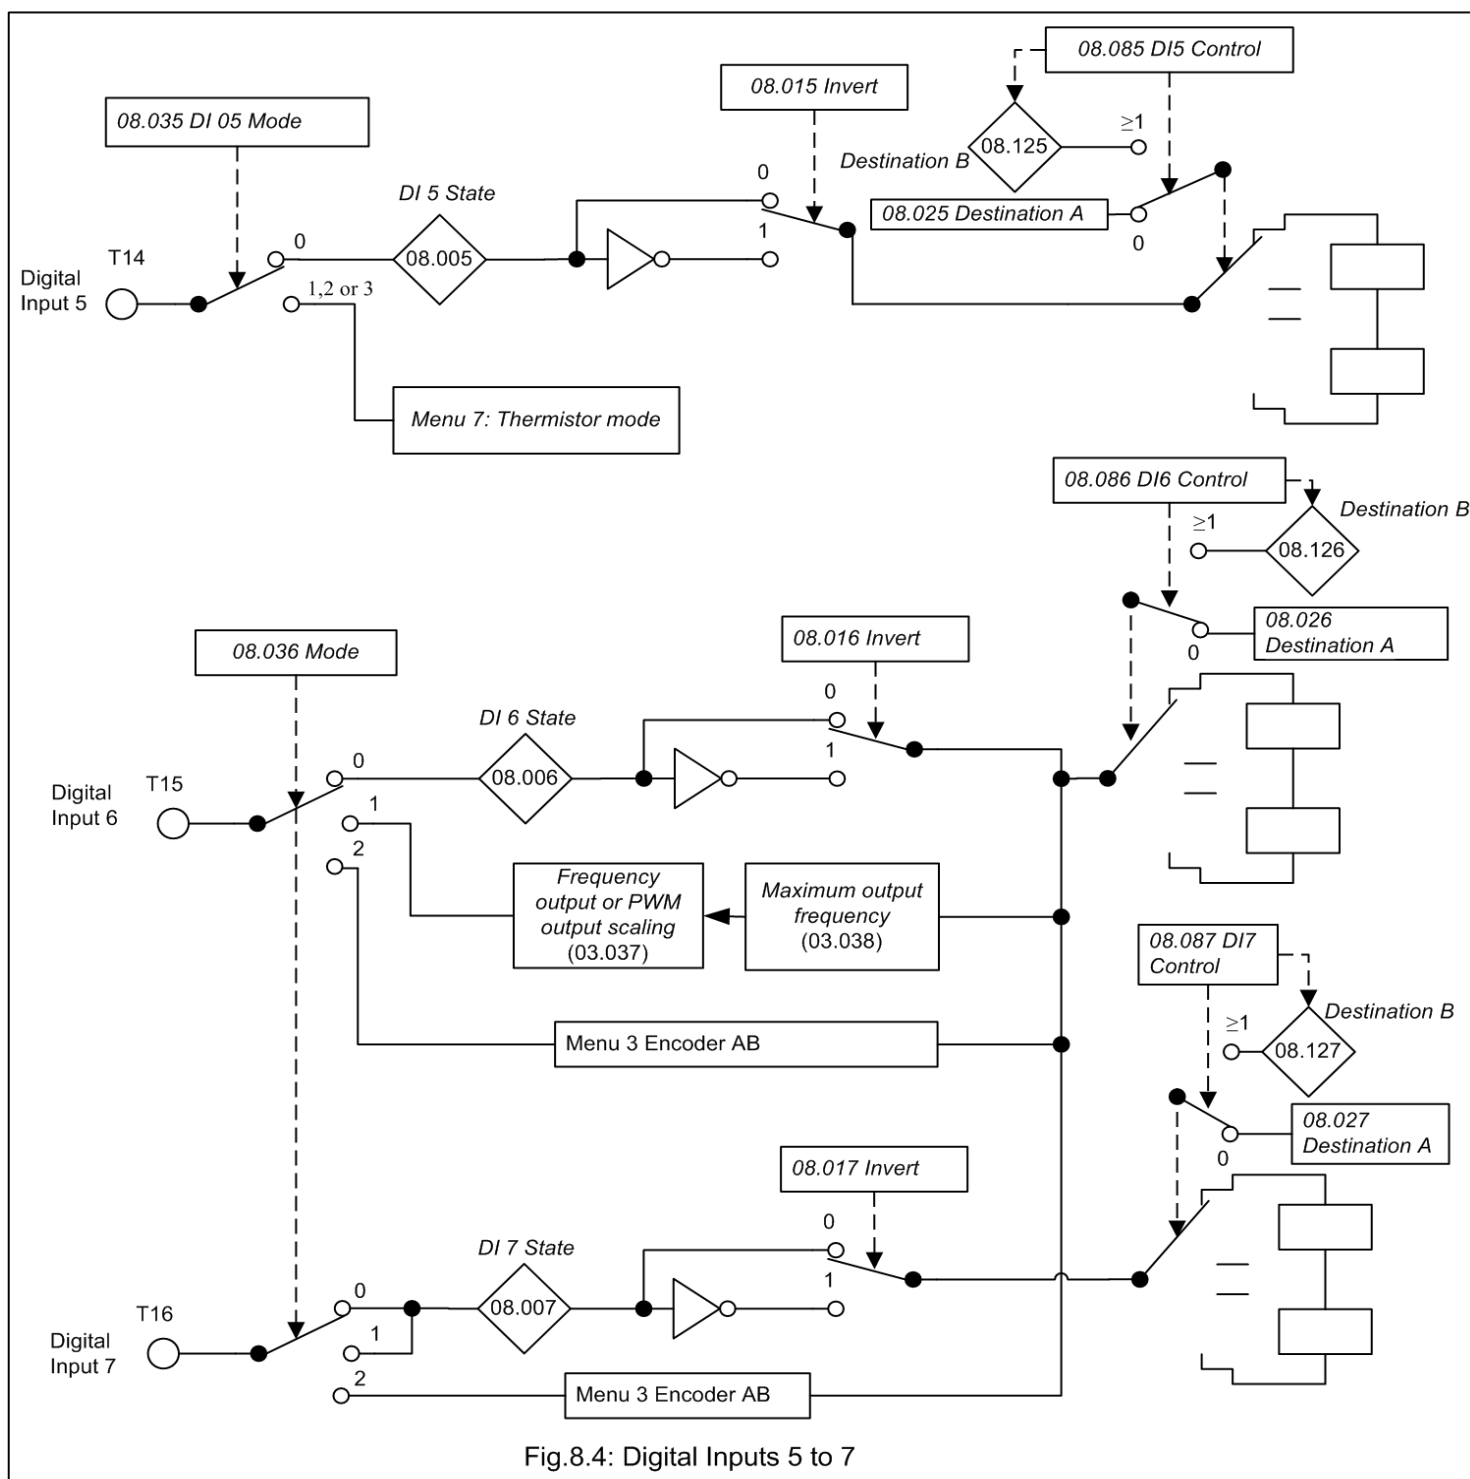 08.085 DI5 Control
08.015 Invert
08.035 DI 05 Mode
≥1
08.125
Destination B
0
DI 5 State
08.025 Destination A
1
0
0
T14
08.005
Digital
Input 5
1,2 or 3
Menu 7: Thermistor mode
08.086 DI6 Control
Destination B
≥1
08.126
08.016 Invert
08.026
Destination A
08.036 Mode
0
0
DI 6 State
1
0
T15
08.006
Digital
Input 6
1
2
Frequency
output or PWM
output scaling
(03.037)
Maximum output
frequency
(03.038)
08.087 DI7
Control
Destination B
≥1
Menu 3 Encoder AB
08.127
08.027
Destination A
08.017 Invert
0
0
DI 7 State
1
0
T16
08.007
Digital
Input 7
1
2
Menu 3 Encoder AB
Fig.8.4: Digital Inputs 5 to 7